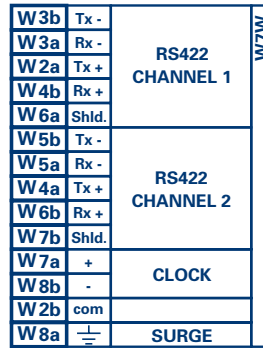 W3b Tx -
W3a Rx -
W2a Tx +
W4b Rx +
W6a Shld.
RS422
CHANNEL 1
W5b Tx -
W5a Rx -
W4a Tx +
W6b Rx +
W7b Shld.
RS422
CHANNEL 2
W7a +
W8b -
CLOCK
W2b com
W8a SURGE